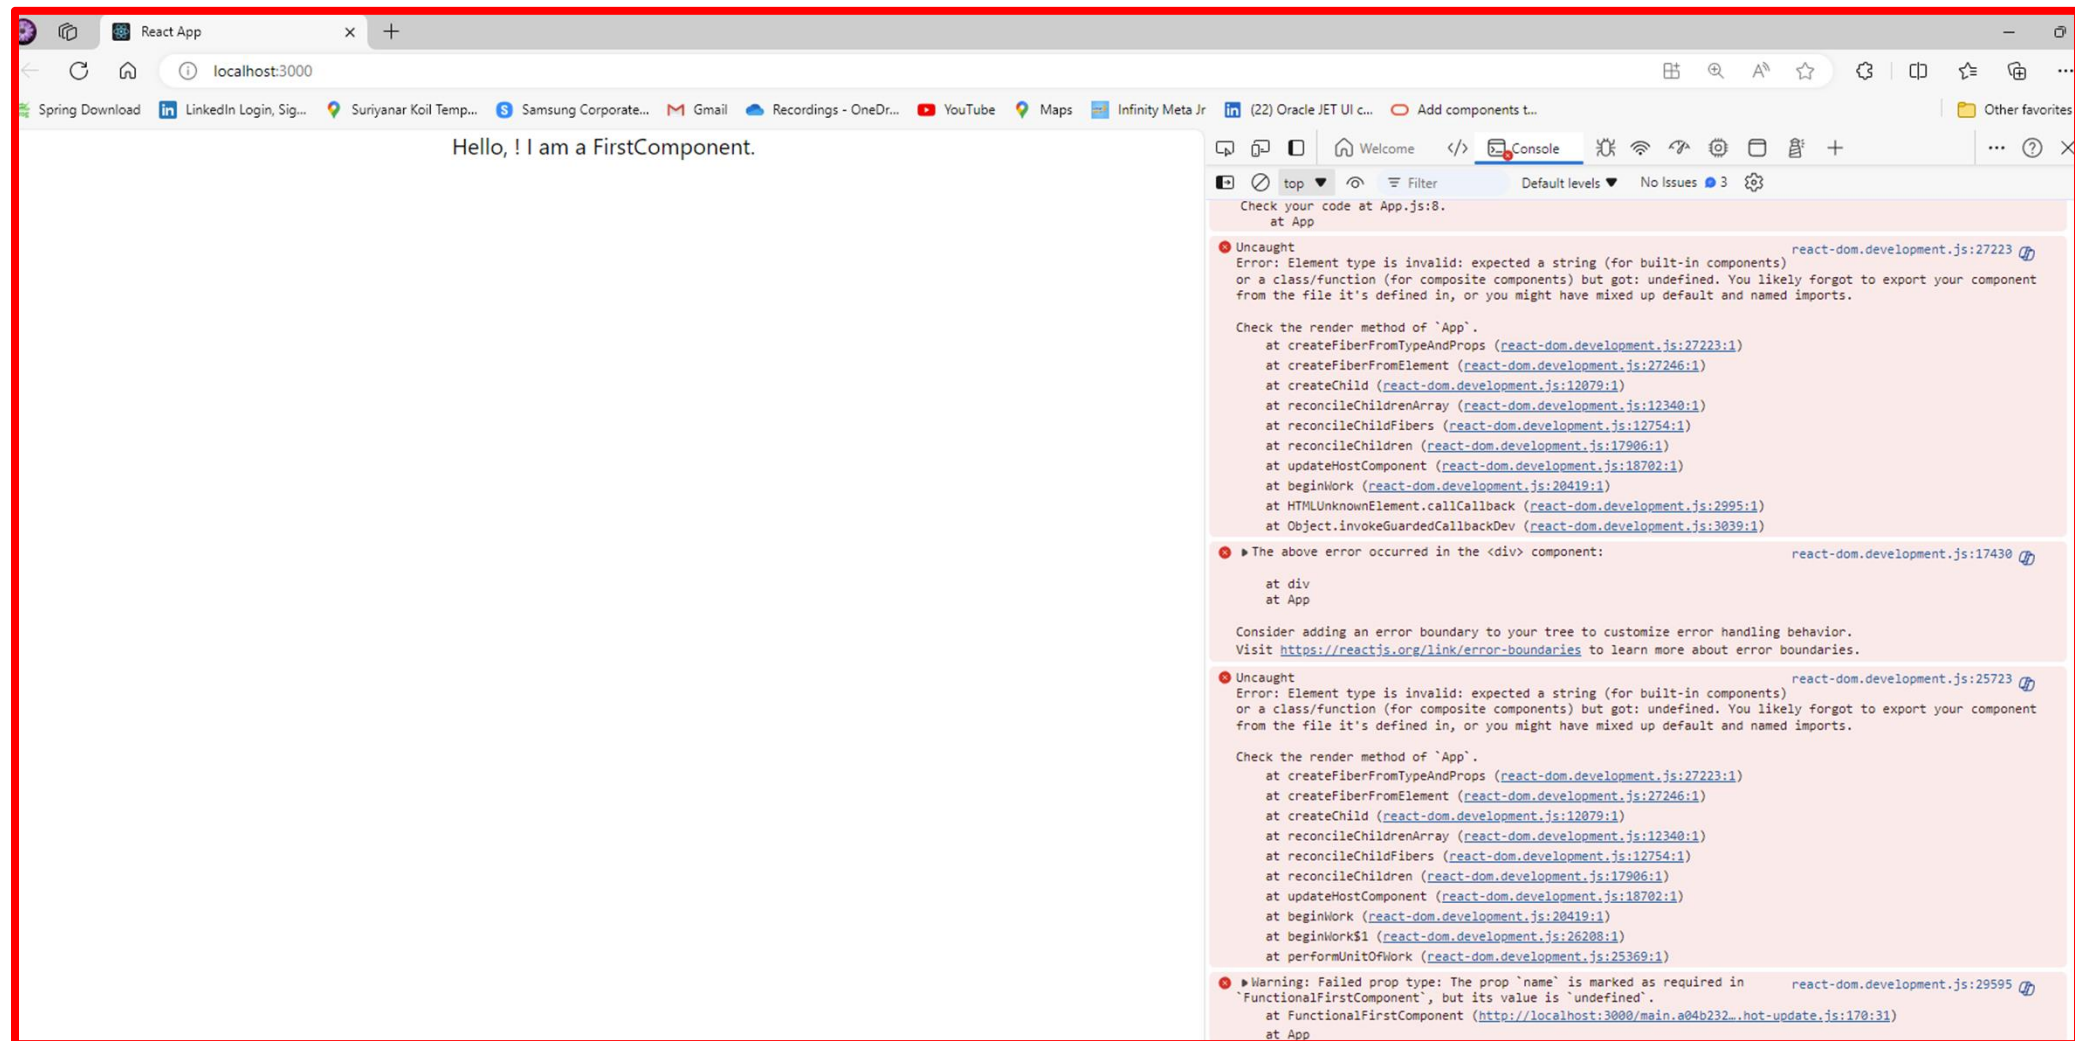 React App
localhost:3000
Spring Download LinkedIn Login, Sig... Suriyanar Koil Temp... Samsung Corporate... Gmail Recordings - OneDr... YouTube Maps Infinity Meta Jr (22) Oracle JET UI c... Add components t... Other favorites
Hello, ! I am a FirstComponent.
Welcome </> Console
top ▼ Filter Default levels ▼ No Issues 3
Check your code at App.js:8.
at App
Uncaught react-dom.development.js:27223
Error: Element type is invalid: expected a string (for built-in components)
or a class/function (for composite components) but got: undefined. You likely forgot to export your component
from the file it's defined in, or you might have mixed up default and named imports.
Check the render method of `App`.
at createFiberFromTypeAndProps (react-dom.development.js:27223:1)
at createFiberFromElement (react-dom.development.js:27246:1)
at createChild (react-dom.development.js:12079:1)
at reconcileChildrenArray (react-dom.development.js:12340:1)
at reconcileChildFibers (react-dom.development.js:12754:1)
at reconcileChildren (react-dom.development.js:17906:1)
at updateHostComponent (react-dom.development.js:18702:1)
at beginWork (react-dom.development.js:20419:1)
at HTMLUnknownElement.callCallback (react-dom.development.js:2995:1)
at Object.invokeGuardedCallbackDev (react-dom.development.js:3039:1)
▶The above error occurred in the <div> component: react-dom.development.js:17430
at div
at App
Consider adding an error boundary to your tree to customize error handling behavior.
Visit https://reactjs.org/link/error-boundaries to learn more about error boundaries.
Uncaught react-dom.development.js:25723
Error: Element type is invalid: expected a string (for built-in components)
or a class/function (for composite components) but got: undefined. You likely forgot to export your component
from the file it's defined in, or you might have mixed up default and named imports.
Check the render method of `App`.
at createFiberFromTypeAndProps (react-dom.development.js:27223:1)
at createFiberFromElement (react-dom.development.js:27246:1)
at createChild (react-dom.development.js:12079:1)
at reconcileChildrenArray (react-dom.development.js:12340:1)
at reconcileChildFibers (react-dom.development.js:12754:1)
at reconcileChildren (react-dom.development.js:17906:1)
at updateHostComponent (react-dom.development.js:18702:1)
at beginWork (react-dom.development.js:20419:1)
at beginWork$1 (react-dom.development.js:26208:1)
at performUnitOfWork (react-dom.development.js:25369:1)
▶Warning: Failed prop type: The prop `name` is marked as required in react-dom.development.js:29595
`FunctionalFirstComponent`, but its value is `undefined`.
at FunctionalFirstComponent (http://localhost:3000/main.a04b232….hot-update.js:170:31)
at App